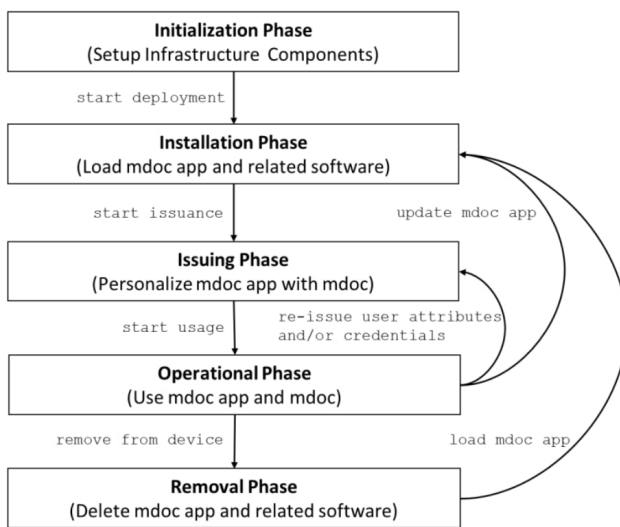 Initialization Phase
(Setup Infrastructure Components)
start deployment
Installation Phase
(Load mdoc app and related software)
start issuance
update mdoc app
Issuing Phase
(Personalize mdoc app with mdoc)
start usage
re-issue user attributes
and/or credentials
Operational Phase
(Use mdoc app and mdoc)
remove from device
load mdoc app
Removal Phase
(Delete mdoc app and related software)